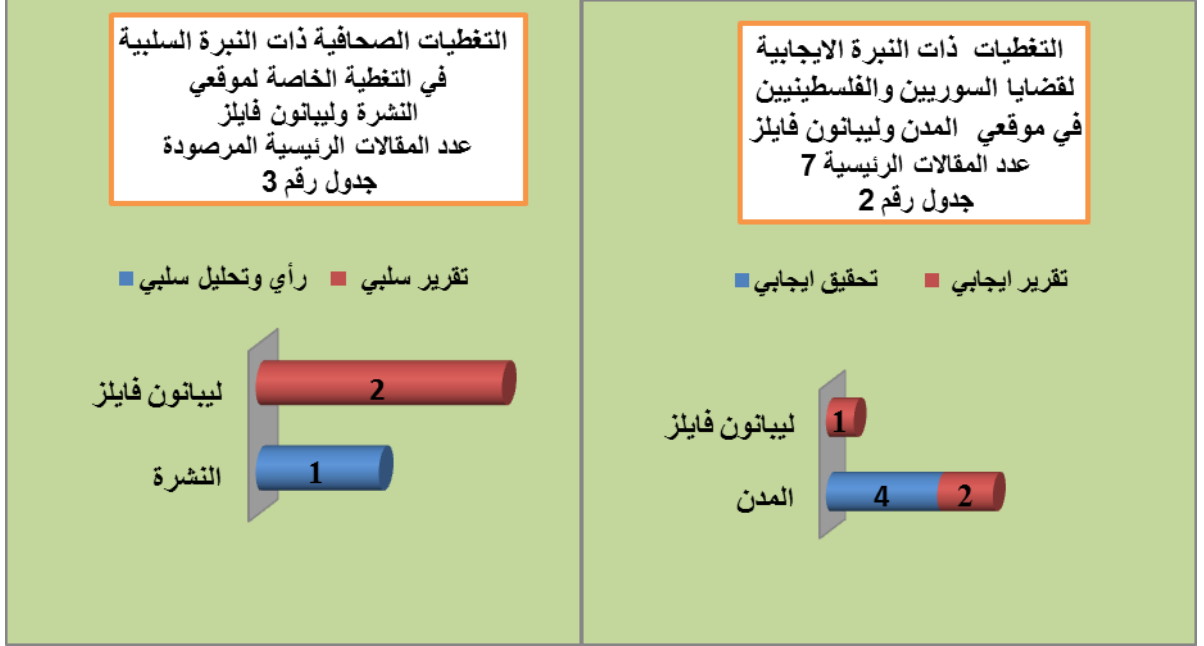 التغطيات ذات النبرة الايجابية
لقضايا السوريين والفلسطينيين
في موقعي المدن وليبانون فايلز
عدد المقالات الرئيسية 7
جدول رقم 2
تقرير ايجابي
تحقيق ايجابي
ليبانون فايلز
1
المدن
4
2
التغطيات الصحافية ذات النبرة السلبية
في التغطية الخاصة لموقعي
النشرة وليبانون فايلز
عدد المقالات الرئيسية المرصودة
جدول رقم 3
تقرير سلبي
رأي وتحليل سلبي
ليبانون فايلز
2
النشرة
1